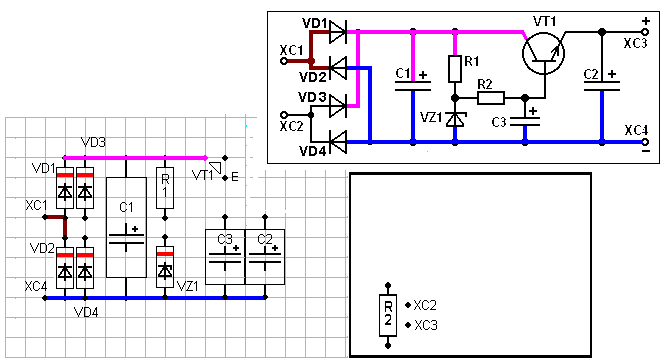 VD1
VT1
+
XC3
XC1
R1
C1
+
C2
+
VD2
R2
VD3
XC2
VZ1
C3
+
VD4
XC4
−
VD3
VD1
R
1
VT1
E
C1
+
XC1
VD2
C3
+
C2
+
XC4
VZ1
VD4
R
2
XC2
XC3